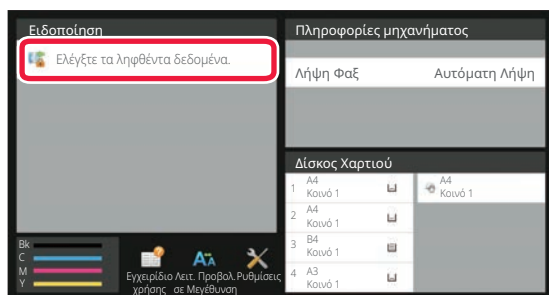 Ειδοποίηση
Ελέγξτε τα ληφθέντα δεδομένα.
Πληροφορίες μηχανήματος
Λήψη Φαξ Αυτόματη Λήψη
Δίσκος Χαρτιού
1 A4
Κοινό 1
A4
Κοινό 1
2 A4
Κοινό 1
3 B4
Κοινό 1
4 A3
Κοινό 1
Bk
C
M
Y
Εγχειρίδιο χρήσης
Λειτ. Προβολ. σε Μεγέθυνση
Ρυθμίσεις